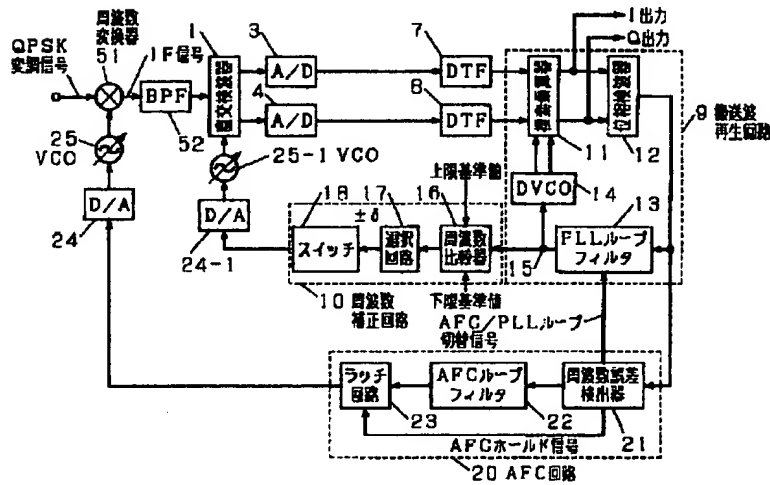 周波数
変換器
51
QPSK
変調信号
1F信号
BPF
52
1
直交検波器
3
A/D
4
A/D
7
DTF
8
DTF
I出力
Q出力
11
位相検波器
12
9 搬送波
再生回路
25
VCO
25-1 VCO
D/A
24
D/A
24-1
上限基準値
18
±δ
17
16
スイッチ
選択
回路
周波数
比較器
下限基準値
10 周波数
補正回路
DVCO
14
13
PLLループ
フィルタ
15
AFC/PLLループ
切替信号
ラッチ
回路
23
AFCループ
フィルタ
22
周波数誤差
検出器
21
AFCホールド信号
20 AFC回路